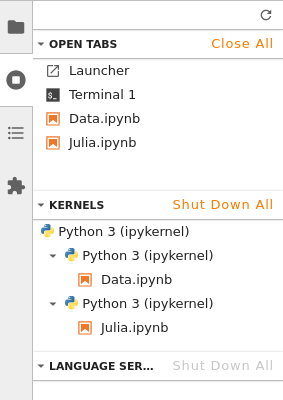 OPEN TABS Close All
Launcher
$_ Terminal 1
Data.ipynb
Julia.ipynb
KERNELS Shut Down All
Python 3 (ipykernel)
Python 3 (ipykernel)
Data.ipynb
Python 3 (ipykernel)
Julia.ipynb
LANGUAGE SER... Shut Down All